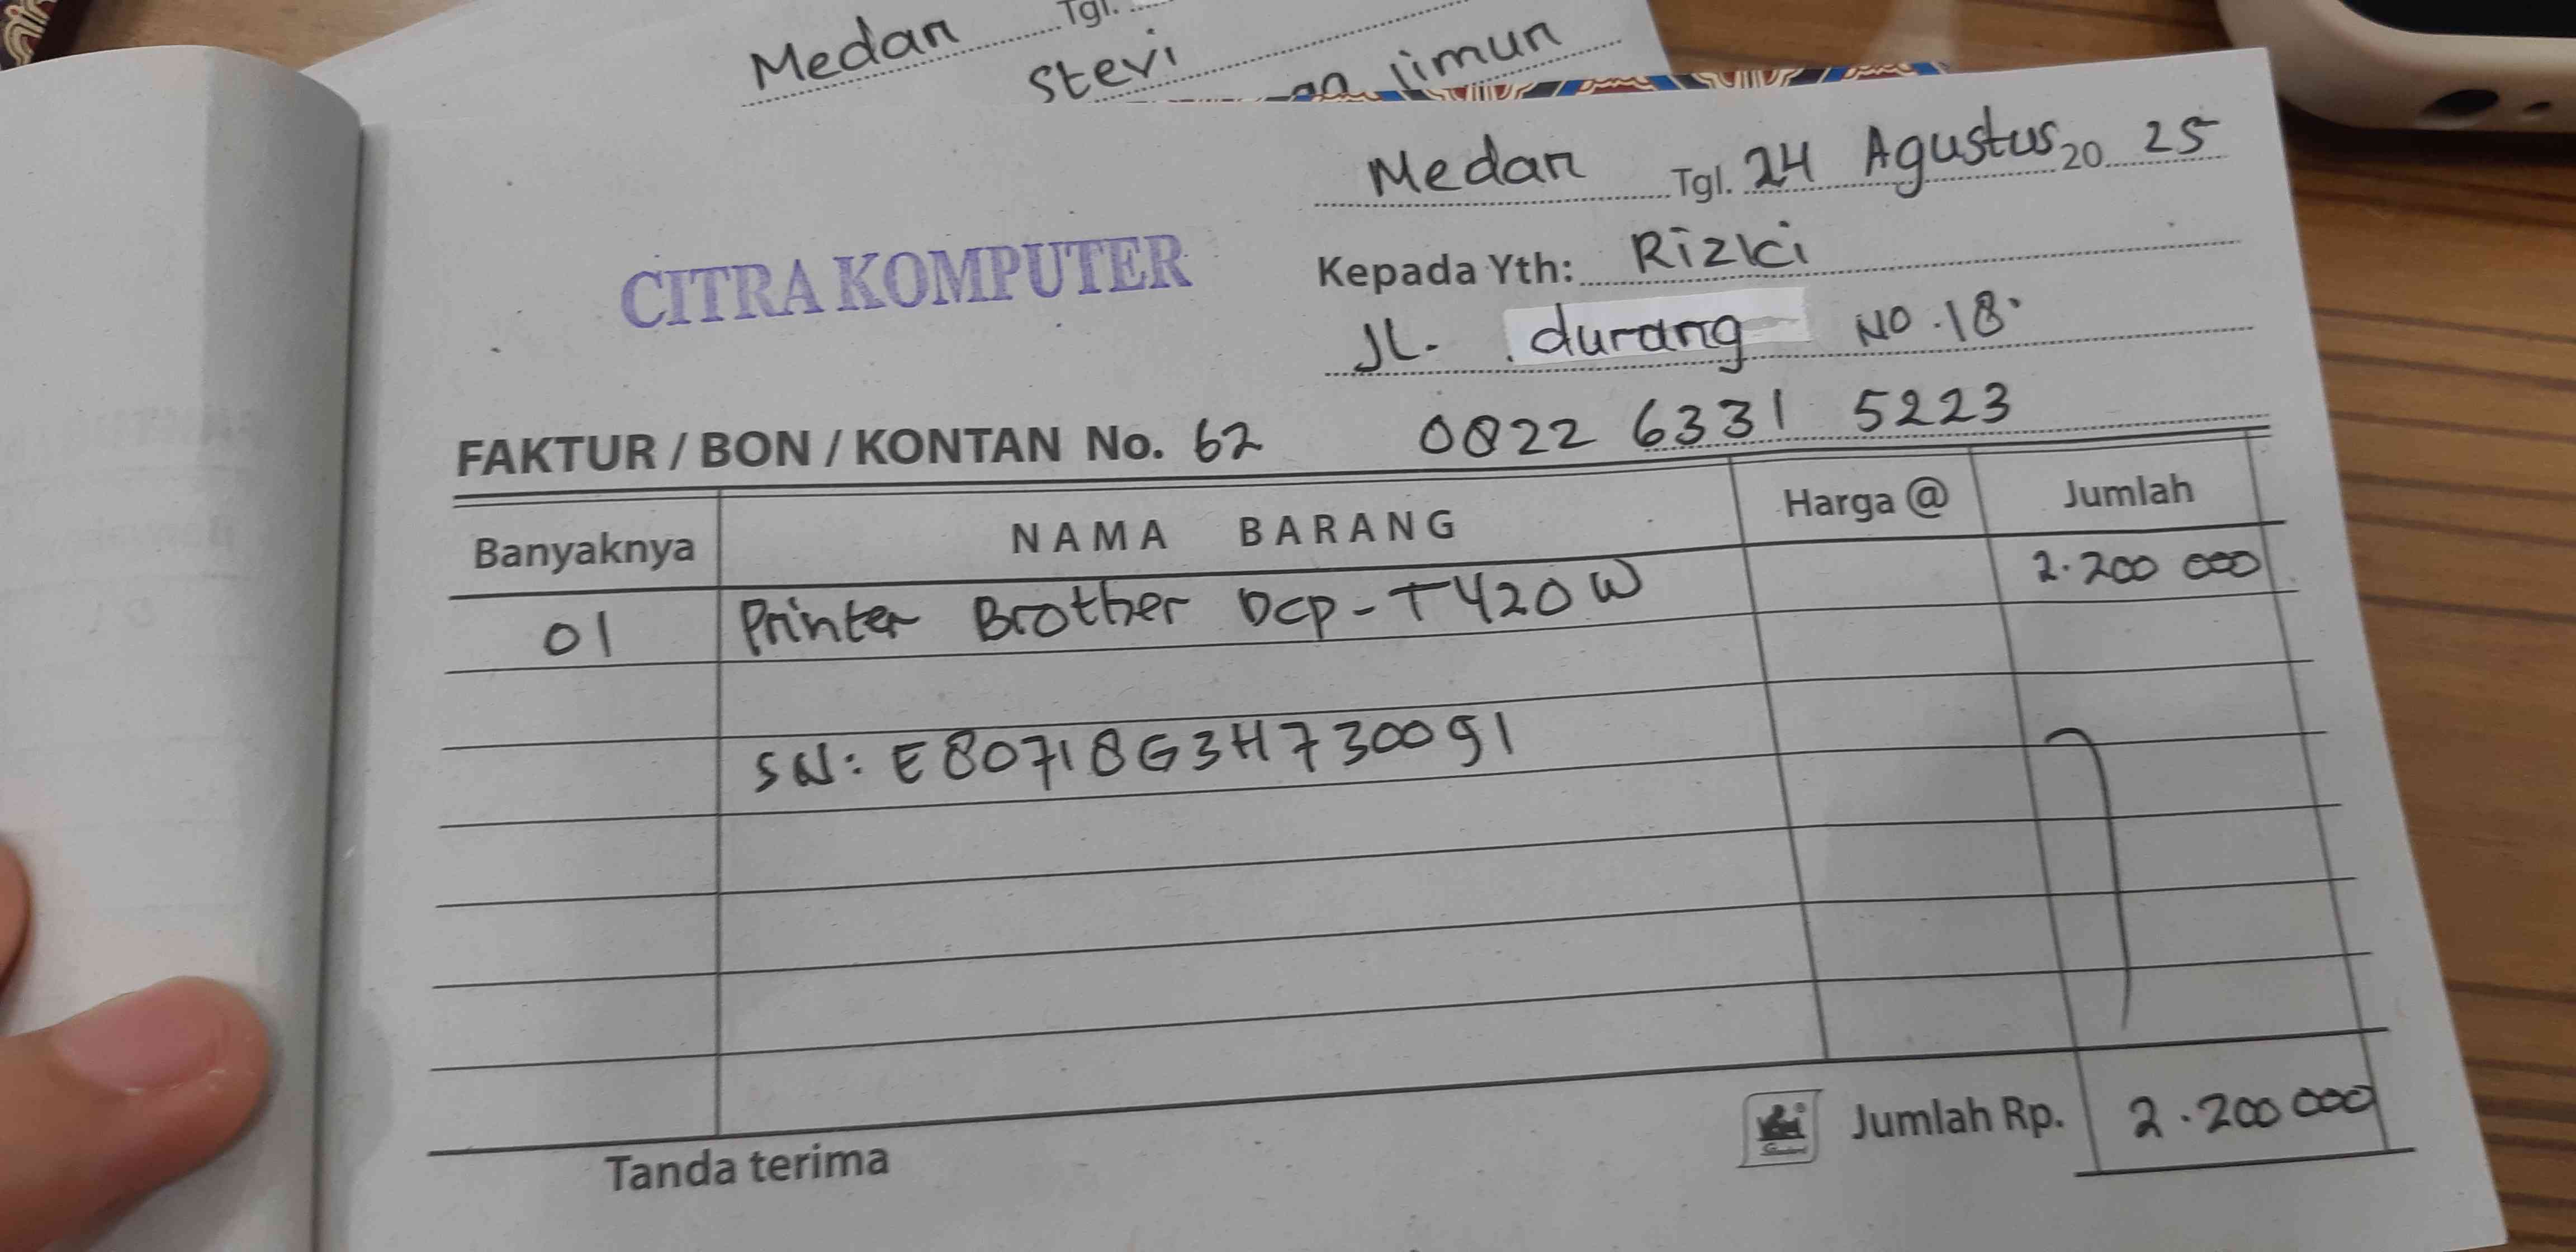 Medan Tgl.
Stevi
timun
Medan Tgl. 24 Agustus 20 25
CITRA KOMPUTER
Kepada Yth: Rizki
JL. durang NO. 18.
FAKTUR / BON / KONTAN No. 62 0822 6331 5223
Banyaknya NAMA BARANG Harga @ Jumlah
01 Printer Brother Dcp-T420W 2.200 000
SN: E80718G3H730091
Jumlah Rp. 2.200 000
Tanda terima